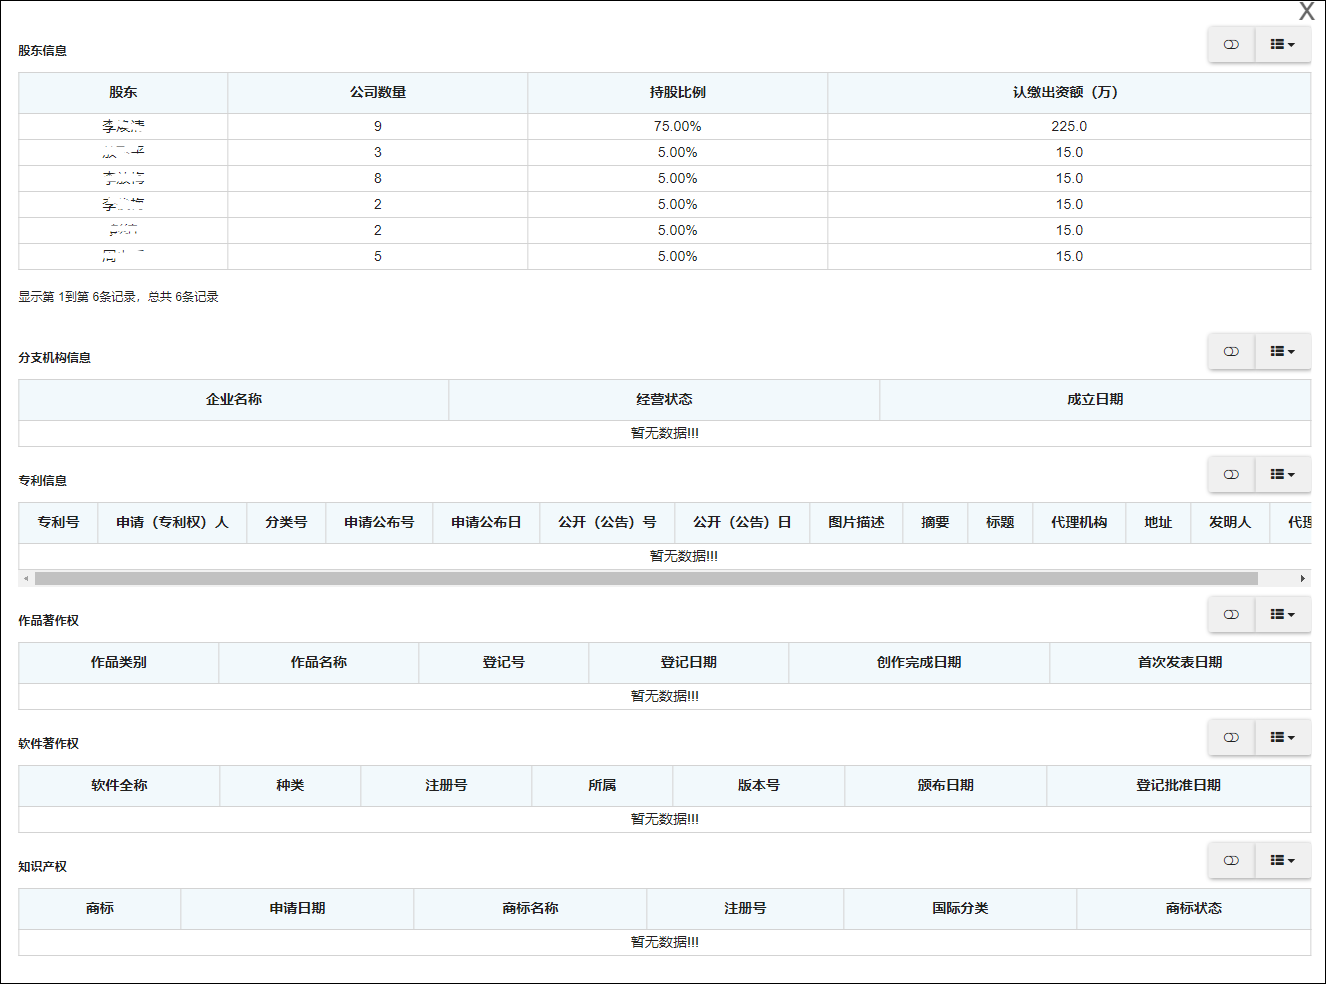 X
股东信息
股东 公司数量 持股比例 认缴出资额（万）
9 75.00% 225.0
3 5.00% 15.0
8 5.00% 15.0
2 5.00% 15.0
2 5.00% 15.0
5 5.00% 15.0
显示第 1到第 6条记录，总共 6条记录
分支机构信息
企业名称 经营状态 成立日期
暂无数据!!!
专利信息
专利号 申请（专利权）人 分类号 申请公布号 申请公布日 公开（公告）号 公开（公告）日 图片描述 摘要 标题 代理机构 地址 发明人 代理
暂无数据!!!
作品著作权
作品类别 作品名称 登记号 登记日期 创作完成日期 首次发表日期
暂无数据!!!
软件著作权
软件全称 种类 注册号 所属 版本号 颁布日期 登记批准日期
暂无数据!!!
知识产权
商标 申请日期 商标名称 注册号 国际分类 商标状态
暂无数据!!!